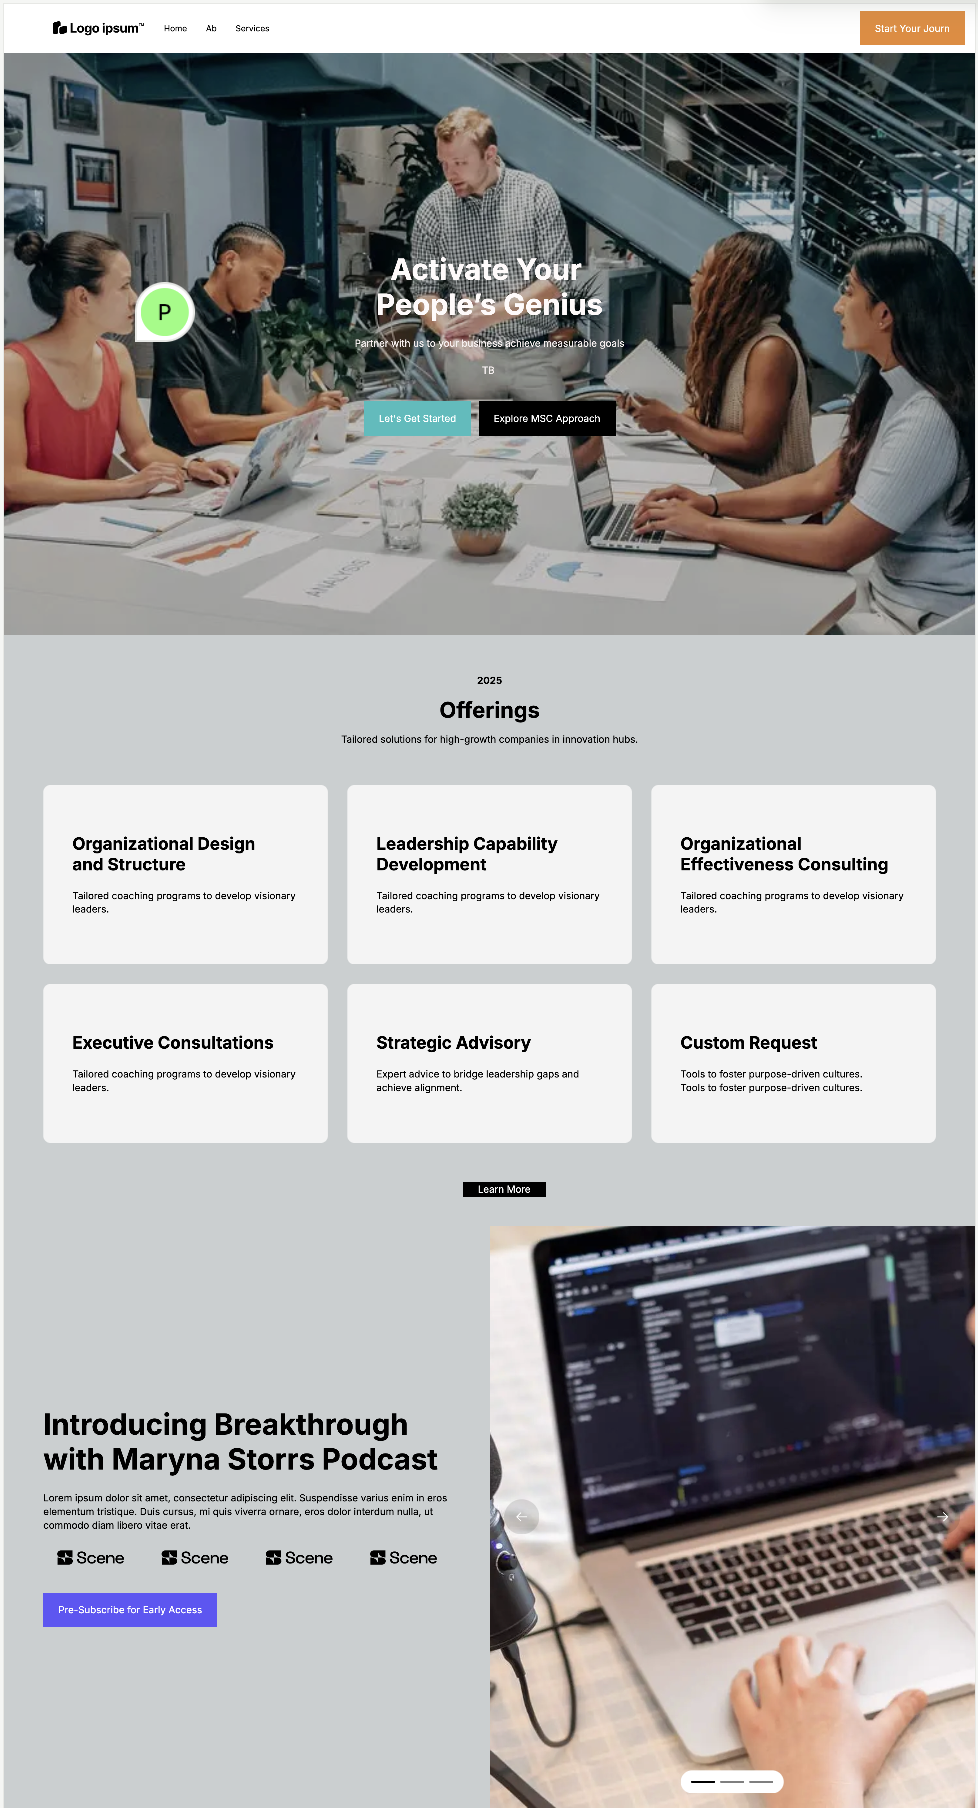 Logo ipsum™
Home Ab Services
Start Your Journ
Activate Your
People's Genius
P
Partner with us to your business achieve measurable goals
TB
Let's Get Started
Explore MSC Approach
ANALYSIS
INSURANCE
2025
Offerings
Tailored solutions for high-growth companies in innovation hubs.
Organizational Design
and Structure
Tailored coaching programs to develop visionary
leaders.
Leadership Capability
Development
Tailored coaching programs to develop visionary
leaders.
Organizational
Effectiveness Consulting
Tailored coaching programs to develop visionary
leaders.
Executive Consultations
Tailored coaching programs to develop visionary
leaders.
Strategic Advisory
Expert advice to bridge leadership gaps and
achieve alignment.
Custom Request
Tools to foster purpose-driven cultures.
Tools to foster purpose-driven cultures.
Learn More
Introducing Breakthrough
with Maryna Storrs Podcast
Lorem ipsum dolor sit amet, consectetur adipiscing elit. Suspendisse varius enim in eros
elementum tristique. Duis cursus, mi quis viverra ornare, eros dolor interdum nulla, ut
commodo diam libero vitae erat.
Scene Scene Scene Scene
Pre-Subscribe for Early Access